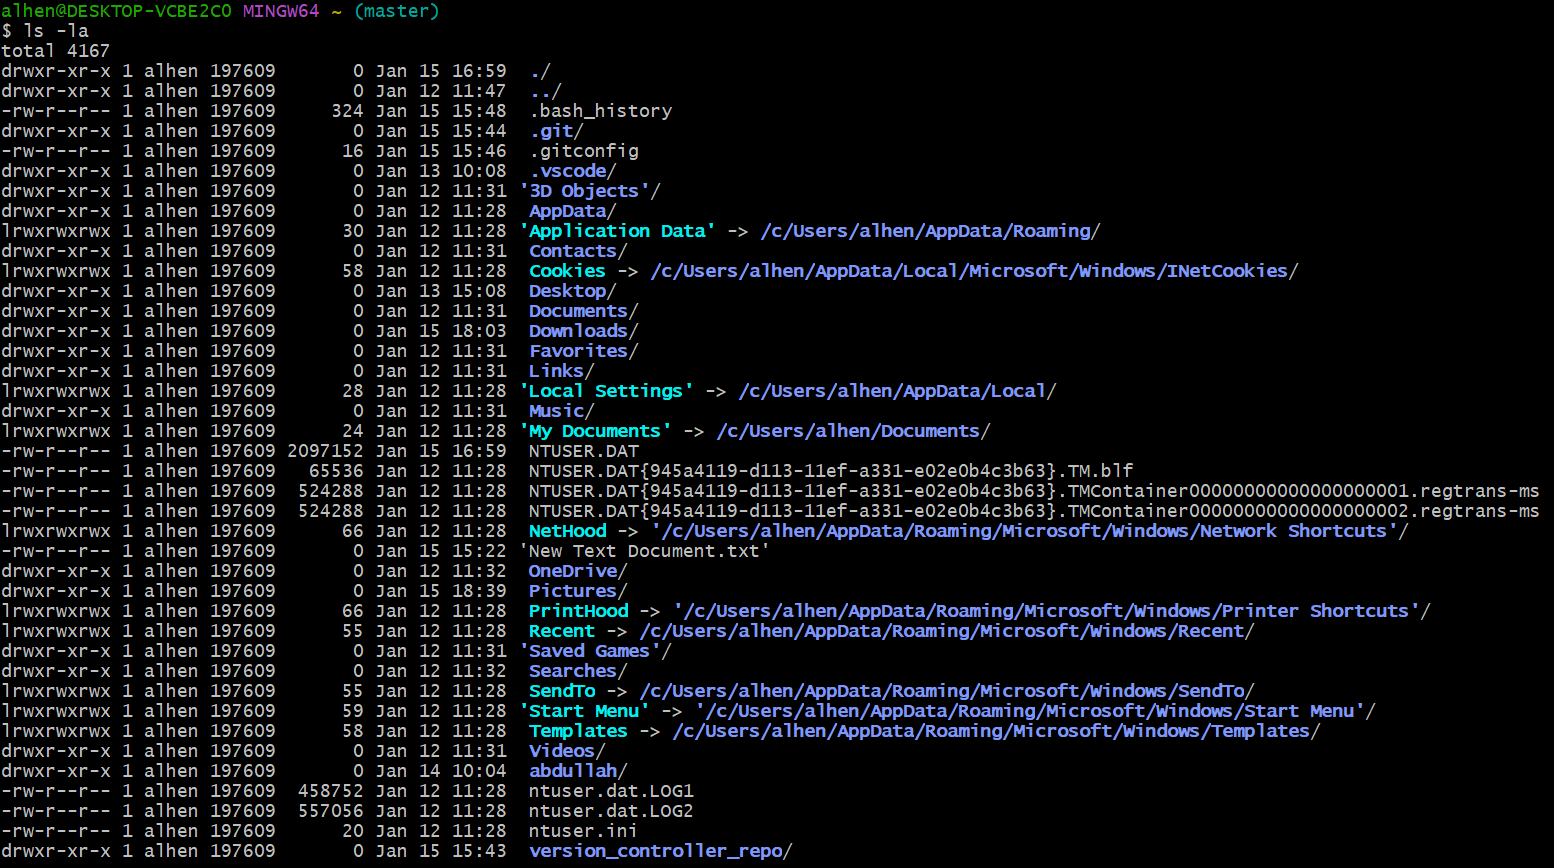 alhen@DESKTOP-VCBE2C0 MINGW64 ~ (master)
$ ls -la
total 4167
drwxr-xr-x 1 alhen 197609       0 Jan 15 16:59  ./
drwxr-xr-x 1 alhen 197609       0 Jan 12 11:47  ../
-rw-r--r-- 1 alhen 197609     324 Jan 15 15:48  .bash_history
drwxr-xr-x 1 alhen 197609       0 Jan 15 15:44  .git/
-rw-r--r-- 1 alhen 197609      16 Jan 15 15:46  .gitconfig
drwxr-xr-x 1 alhen 197609       0 Jan 13 10:08  .vscode/
drwxr-xr-x 1 alhen 197609       0 Jan 12 11:31 '3D Objects'/
drwxr-xr-x 1 alhen 197609       0 Jan 12 11:28  AppData/
lrwxrwxrwx 1 alhen 197609      30 Jan 12 11:28 'Application Data' -> /c/Users/alhen/AppData/Roaming/
drwxr-xr-x 1 alhen 197609       0 Jan 12 11:31  Contacts/
lrwxrwxrwx 1 alhen 197609      58 Jan 12 11:28  Cookies -> /c/Users/alhen/AppData/Local/Microsoft/Windows/INetCookies/
drwxr-xr-x 1 alhen 197609       0 Jan 13 15:08  Desktop/
drwxr-xr-x 1 alhen 197609       0 Jan 12 11:31  Documents/
drwxr-xr-x 1 alhen 197609       0 Jan 15 18:03  Downloads/
drwxr-xr-x 1 alhen 197609       0 Jan 12 11:31  Favorites/
drwxr-xr-x 1 alhen 197609       0 Jan 12 11:31  Links/
lrwxrwxrwx 1 alhen 197609      28 Jan 12 11:28 'Local Settings' -> /c/Users/alhen/AppData/Local/
drwxr-xr-x 1 alhen 197609       0 Jan 12 11:31  Music/
lrwxrwxrwx 1 alhen 197609      24 Jan 12 11:28 'My Documents' -> /c/Users/alhen/Documents/
-rw-r--r-- 1 alhen 197609 2097152 Jan 15 16:59  NTUSER.DAT
-rw-r--r-- 1 alhen 197609   65536 Jan 12 11:28  NTUSER.DAT{945a4119-d113-11ef-a331-e02e0b4c3b63}.TM.blf
-rw-r--r-- 1 alhen 197609  524288 Jan 12 11:28  NTUSER.DAT{945a4119-d113-11ef-a331-e02e0b4c3b63}.TMContainer00000000000000000001.regtrans-ms
-rw-r--r-- 1 alhen 197609  524288 Jan 12 11:28  NTUSER.DAT{945a4119-d113-11ef-a331-e02e0b4c3b63}.TMContainer00000000000000000002.regtrans-ms
lrwxrwxrwx 1 alhen 197609      66 Jan 12 11:28  NetHood -> '/c/Users/alhen/AppData/Roaming/Microsoft/Windows/Network Shortcuts'/
-rw-r--r-- 1 alhen 197609       0 Jan 15 15:22 'New Text Document.txt'
drwxr-xr-x 1 alhen 197609       0 Jan 12 11:32  OneDrive/
drwxr-xr-x 1 alhen 197609       0 Jan 15 18:39  Pictures/
lrwxrwxrwx 1 alhen 197609      66 Jan 12 11:28  PrintHood -> '/c/Users/alhen/AppData/Roaming/Microsoft/Windows/Printer Shortcuts'/
lrwxrwxrwx 1 alhen 197609      55 Jan 12 11:28  Recent -> /c/Users/alhen/AppData/Roaming/Microsoft/Windows/Recent/
drwxr-xr-x 1 alhen 197609       0 Jan 12 11:31 'Saved Games'/
drwxr-xr-x 1 alhen 197609       0 Jan 12 11:32  Searches/
lrwxrwxrwx 1 alhen 197609      55 Jan 12 11:28  SendTo -> /c/Users/alhen/AppData/Roaming/Microsoft/Windows/SendTo/
lrwxrwxrwx 1 alhen 197609      59 Jan 12 11:28 'Start Menu' -> '/c/Users/alhen/AppData/Roaming/Microsoft/Windows/Start Menu'/
lrwxrwxrwx 1 alhen 197609      58 Jan 12 11:28  Templates -> /c/Users/alhen/AppData/Roaming/Microsoft/Windows/Templates/
drwxr-xr-x 1 alhen 197609       0 Jan 12 11:31  Videos/
drwxr-xr-x 1 alhen 197609       0 Jan 14 10:04  abdullah/
-rw-r--r-- 1 alhen 197609  458752 Jan 12 11:28  ntuser.dat.LOG1
-rw-r--r-- 1 alhen 197609  557056 Jan 12 11:28  ntuser.dat.LOG2
-rw-r--r-- 1 alhen 197609      20 Jan 12 11:28  ntuser.ini
drwxr-xr-x 1 alhen 197609       0 Jan 15 15:43  version_controller_repo/